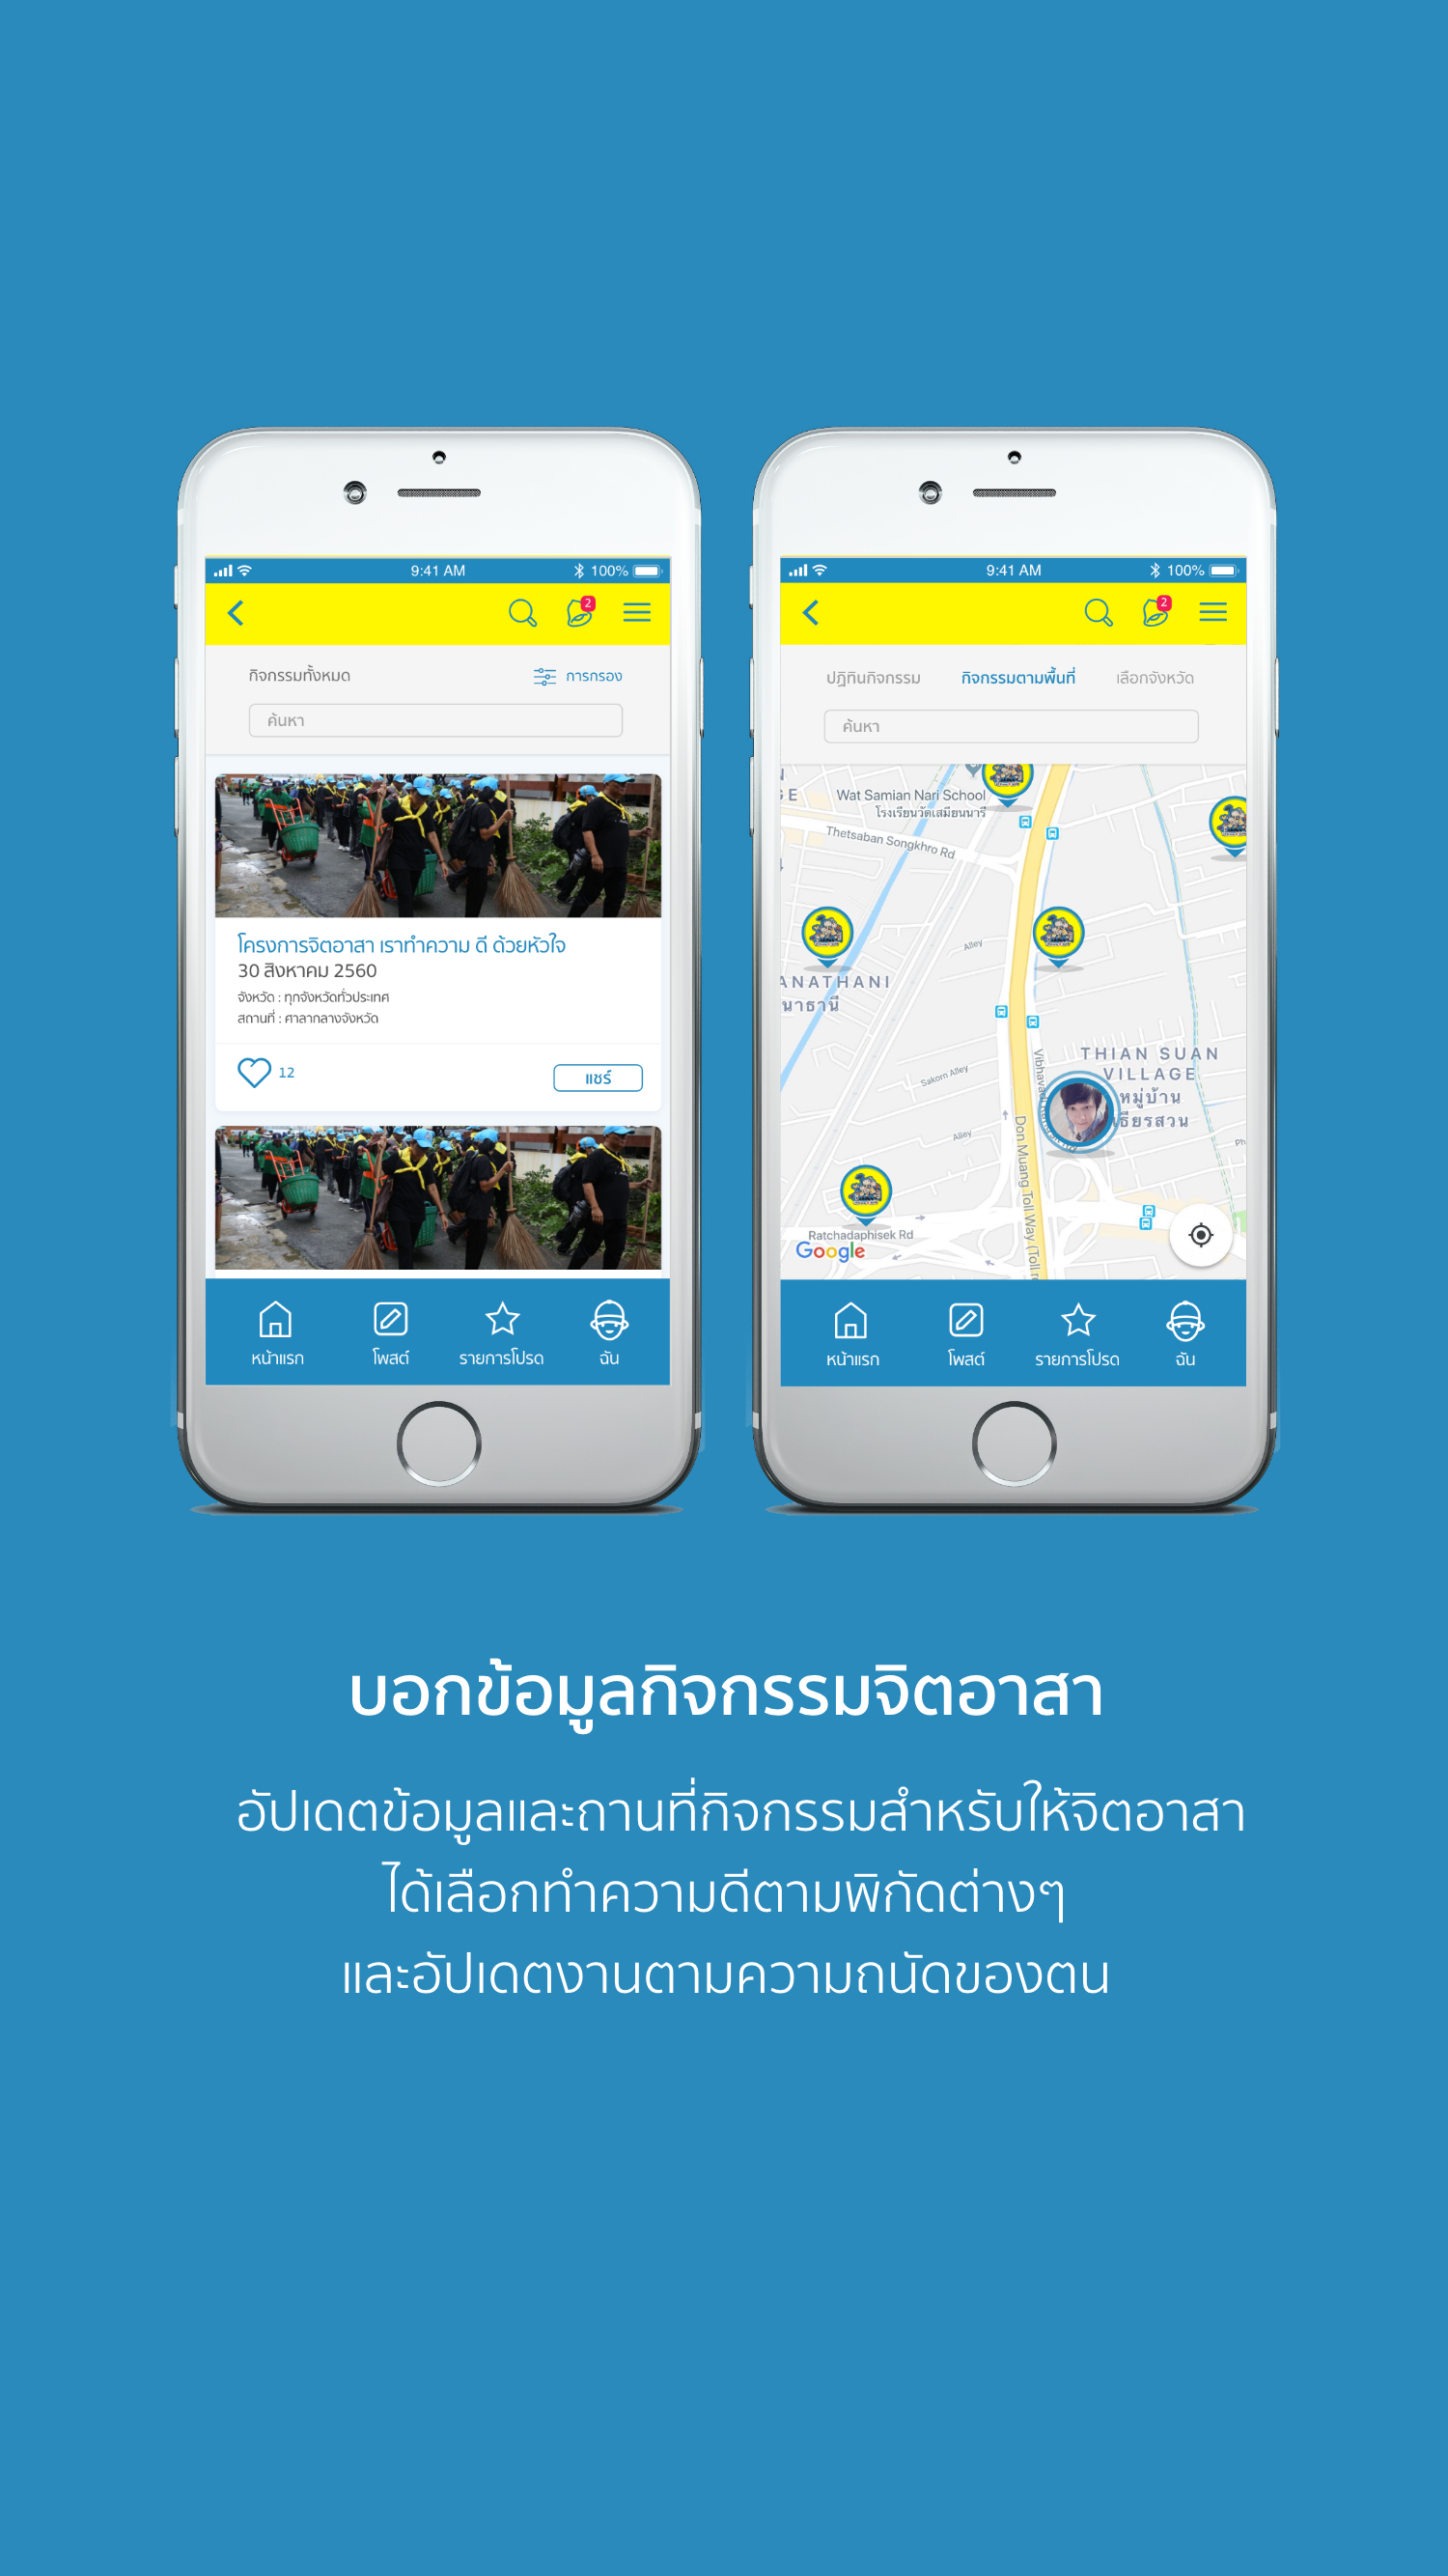 9:41 AM
100%
2
กิจกรรมทั้งหมด
การกรอง
ค้นหา
โครงการจิตอาสา เราทำความ ดี ด้วยหัวใจ
30 สิงหาคม 2560
จังหวัด : ทุกจังหวัดทั่วประเทศ
สถานที่ : ศาลากลางจังหวัด
12
แชร์
หน้าแรก
โพสต์
รายการโปรด
ฉัน
9:41 AM
100%
2
ปฏิทินกิจกรรม
กิจกรรมตามพื้นที่
เลือกจังหวัด
ค้นหา
Wat Samian Nari School
โรงเรียนวัดเสมียนนารี
Thetsaban Songkhro Rd
Alley
ANATHANI
นาธานี
THIAN SUAN
VILLAGE
หมู่บ้าน
เธียรสวน
Sakorn Alley
Alley
Don Muang Toll Way (Toll r
Ratchadaphisek Rd
Google
หน้าแรก
โพสต์
รายการโปรด
ฉัน
บอกข้อมูลกิจกรรมจิตอาสา
อัปเดตข้อมูลและถานที่กิจกรรมสำหรับให้จิตอาสา
ได้เลือกทำความดีตามพิกัดต่างๆ
และอัปเดตงานตามความถนัดของตน